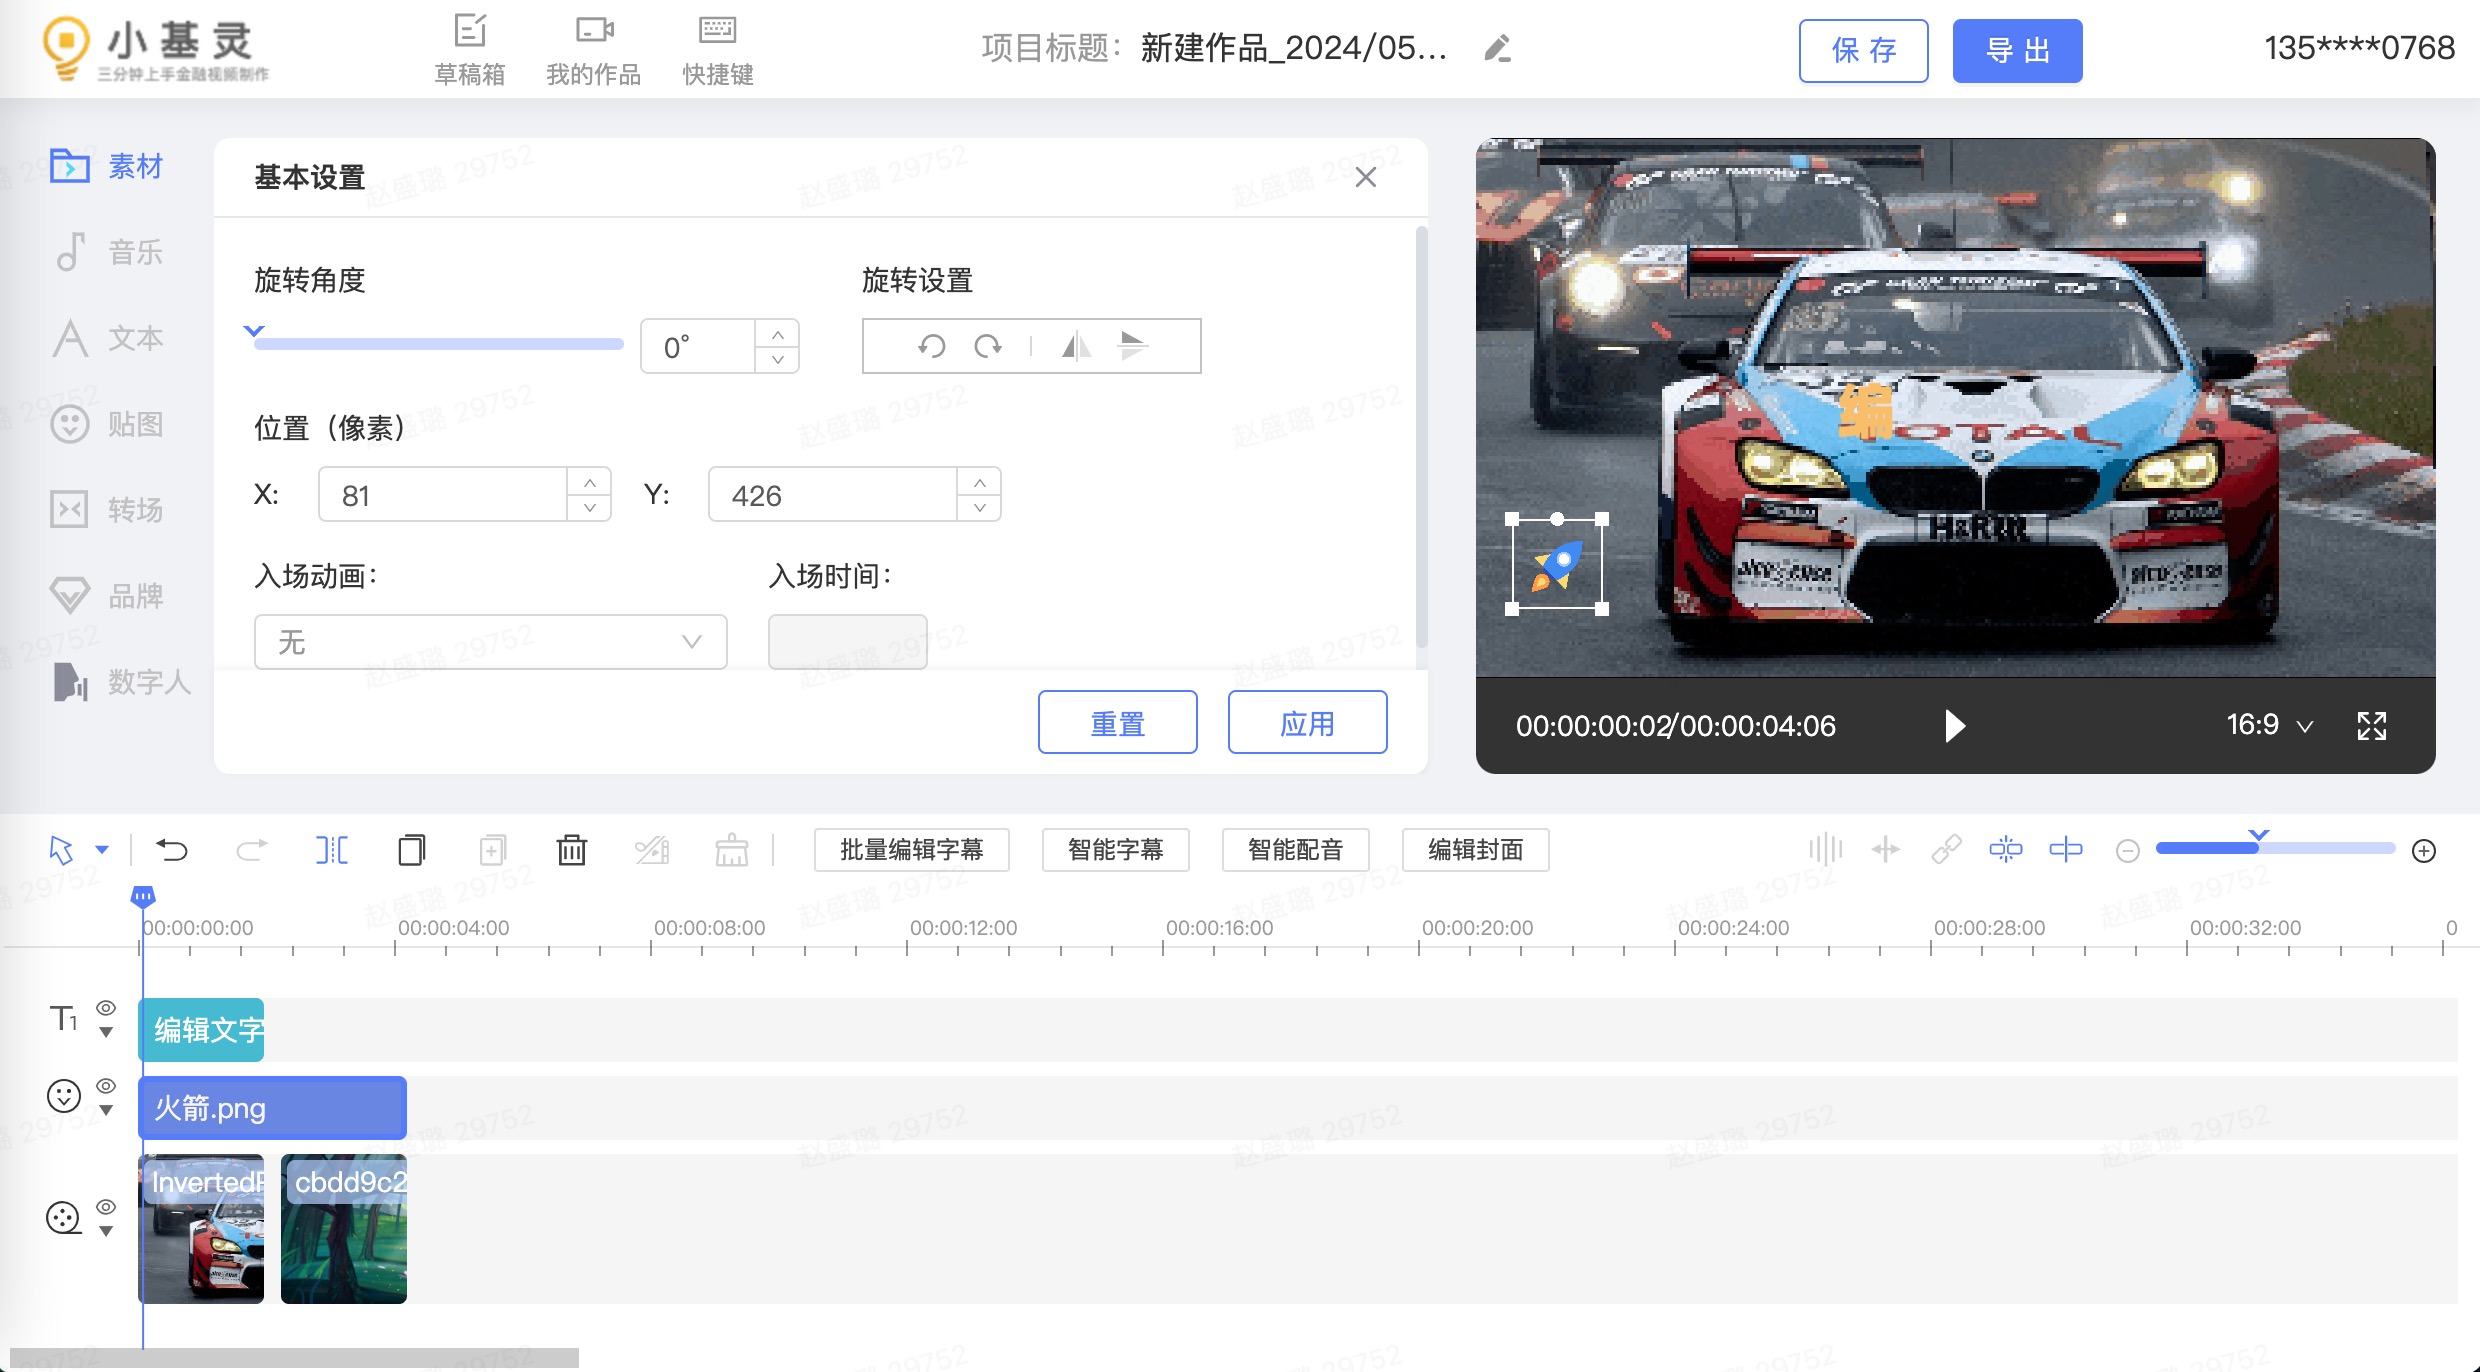 小基灵
三分钟上手金融视频制作
草稿箱
我的作品
快捷键
项目标题：
新建作品_2024/05...
保 存
导 出
135****0768
素材
音乐
文本
贴图
转场
品牌
数字人
基本设置
旋转角度
0°
旋转设置
位置（像素）
X:
81
Y:
426
入场动画：
无
入场时间：
重置
应用
编
00:00:00:02/00:00:04:06
16:9
批量编辑字幕
智能字幕
智能配音
编辑封面
00:00:00:00
00:00:04:00
00:00:08:00
00:00:12:00
00:00:16:00
00:00:20:00
00:00:24:00
00:00:28:00
00:00:32:00
0
T1
编辑文字
火箭.png
InvertedF
cbdd9c2
赵盛璐 29752